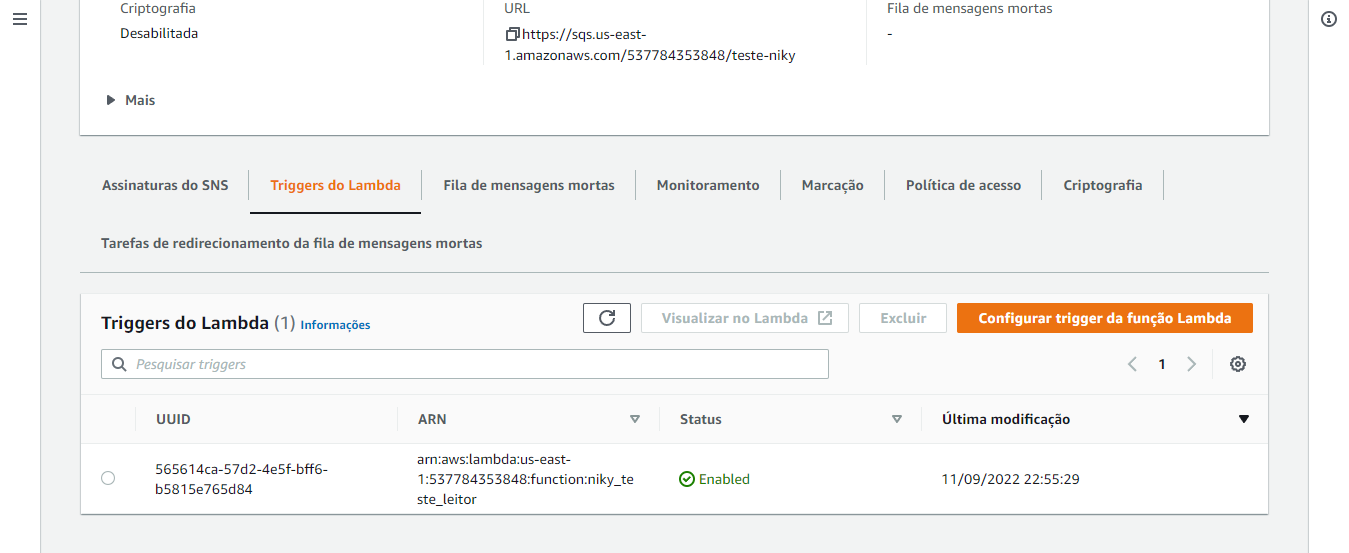 Criptografia
Desabilitada
URL
https://sqs.us-east-
1.amazonaws.com/537784353848/teste-niky
Fila de mensagens mortas
-
Mais
Assinaturas do SNS
Triggers do Lambda
Fila de mensagens mortas
Monitoramento
Marcação
Política de acesso
Criptografia
Tarefas de redirecionamento da fila de mensagens mortas
Triggers do Lambda (1) Informações
Visualizar no Lambda
Excluir
Configurar trigger da função Lambda
Pesquisar triggers
1
UUID
ARN
Status
Última modificação
565614ca-57d2-4e5f-bff6-
b5815e765d84
arn:aws:lambda:us-east-
1:537784353848:function:niky_te
ste_leitor
Enabled
11/09/2022 22:55:29